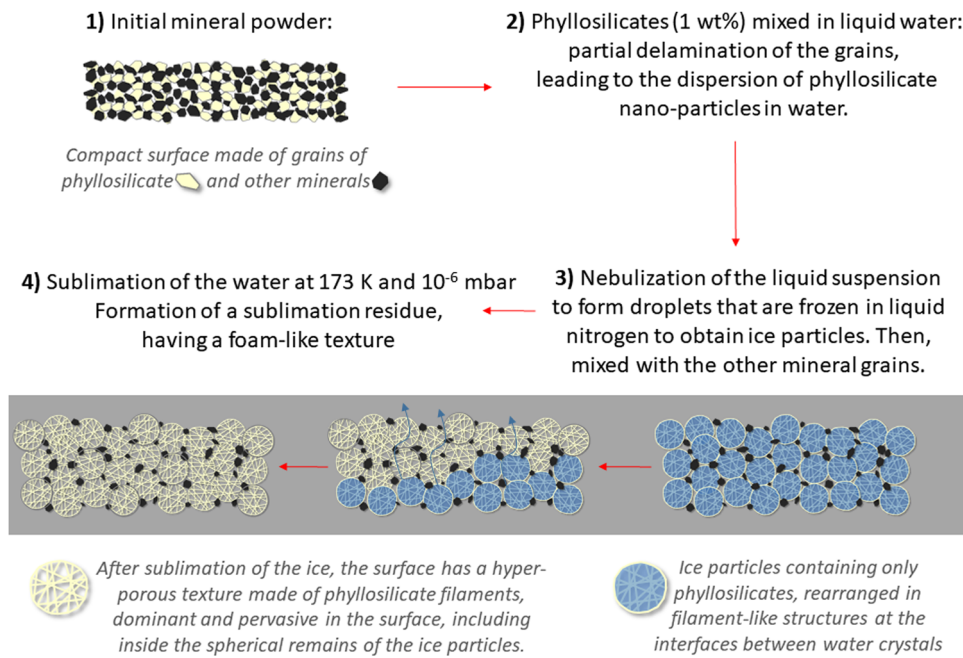 1) Initial mineral powder:
Compact surface made of grains of
phyllosilicate and other minerals
2) Phyllosilicates (1 wt%) mixed in liquid water:
partial delamination of the grains,
leading to the dispersion of phyllosilicate
nano-particles in water.
3) Nebulization of the liquid suspension
to form droplets that are frozen in liquid
nitrogen to obtain ice particles. Then,
mixed with the other mineral grains.
4) Sublimation of the water at 173 K and 10⁻⁶ mbar
Formation of a sublimation residue,
having a foam-like texture
After sublimation of the ice, the surface has a hyper-
porous texture made of phyllosilicate filaments,
dominant and pervasive in the surface, including
inside the spherical remains of the ice particles.
Ice particles containing only
phyllosilicates, rearranged in
filament-like structures at the
interfaces between water crystals